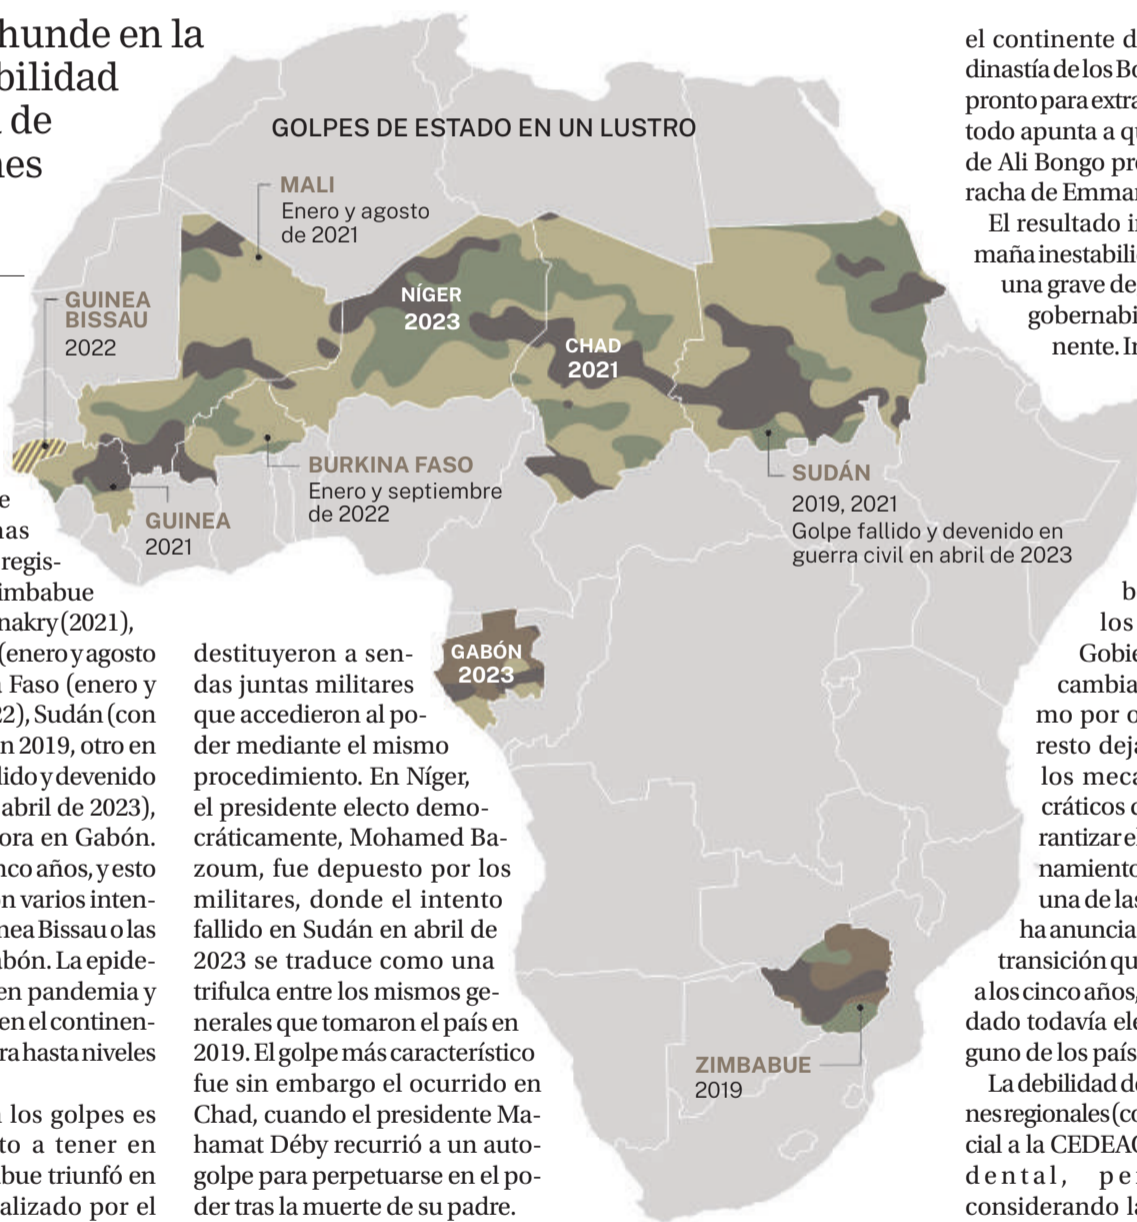 hunde en la
bilidad
de
nes
GOLPES DE ESTADO EN UN LUSTRO
MALI
Enero y agosto
de 2021
GUINEA
BISSAU
2022
NÍGER
2023
CHAD
2021
BURKINA FASO
Enero y septiembre
de 2022
GUINEA
2021
SUDÁN
2019, 2021
Golpe fallido y devenido en
guerra civil en abril de 2023
GABÓN
2023
ZIMBABUE
2019
e
nas
regis-
imbabue
nakry (2021),
(enero y agosto
Faso (enero y
22), Sudán (con
n 2019, otro en
lido y devenido
abril de 2023),
ora en Gabón.
nco años, y esto
n varios inten-
nea Bissau o las
bón. La epide-
en pandemia y
en el continen-
ra hasta niveles
los golpes es
to a tener en
bue triunfó en
alizado por el
destituyeron a sen-
das juntas militares
que accedieron al po-
der mediante el mismo
procedimiento. En Níger,
el presidente electo demo-
cráticamente, Mohamed Ba-
zoum, fue depuesto por los
militares, donde el intento
fallido en Sudán en abril de
2023 se traduce como una
trifulca entre los mismos ge-
nerales que tomaron el país en
2019. El golpe más característico
fue sin embargo el ocurrido en
Chad, cuando el presidente Ma-
hamat Déby recurrió a un auto-
golpe para perpetuarse en el po-
der tras la muerte de su padre.
el continente d
dinastía de los Bo
pronto para extra
todo apunta a qu
de Ali Bongo pre
racha de Emmar
El resultado in
maña inestabilid
una grave de
gobernabi
nente. In
b
los
Gobie
cambia
mo por o
resto deja
los meca
cráticos c
rantizar el
namiento
una de las
ha anuncia
transición qu
a los cinco años,
dado todavía ele
guno de los país
La debilidad de
nes regionales (co
cial a la CEDEAO
dental, per
considerando la